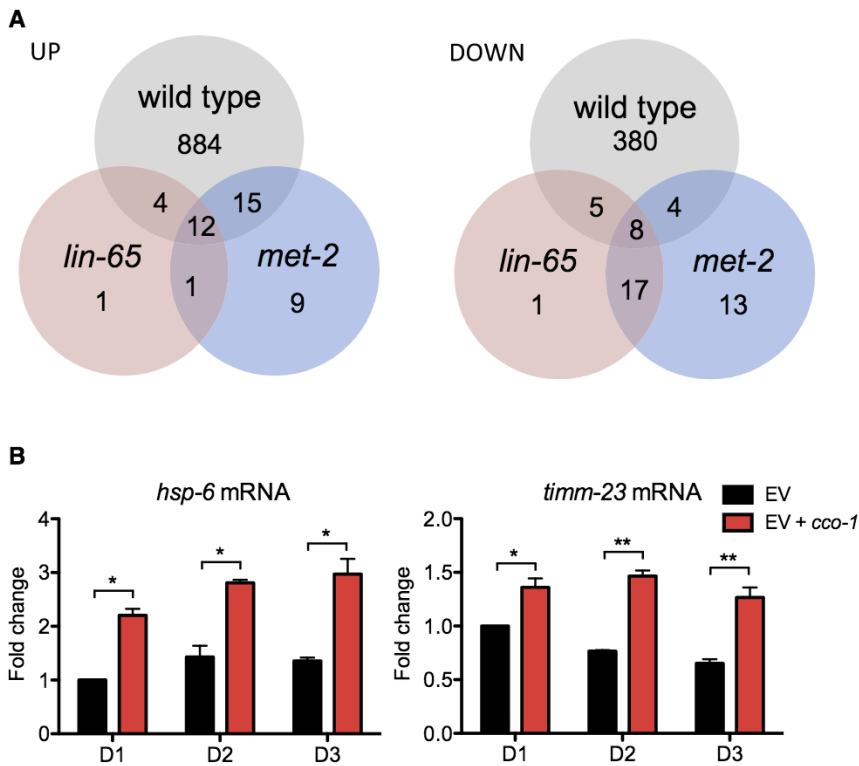 A
UP
wild type
884
4
15
12
lin-65
met-2
1
1
9
DOWN
wild type
380
5
4
8
lin-65
met-2
17
1
13
B
hsp-6 mRNA
Fold change
4
3
2
1
0
*
*
*
D1
D2
D3
timm-23 mRNA
Fold change
2.0
1.5
1.0
0.5
0.0
*
**
**
D1
D2
D3
EV
EV + cco-1